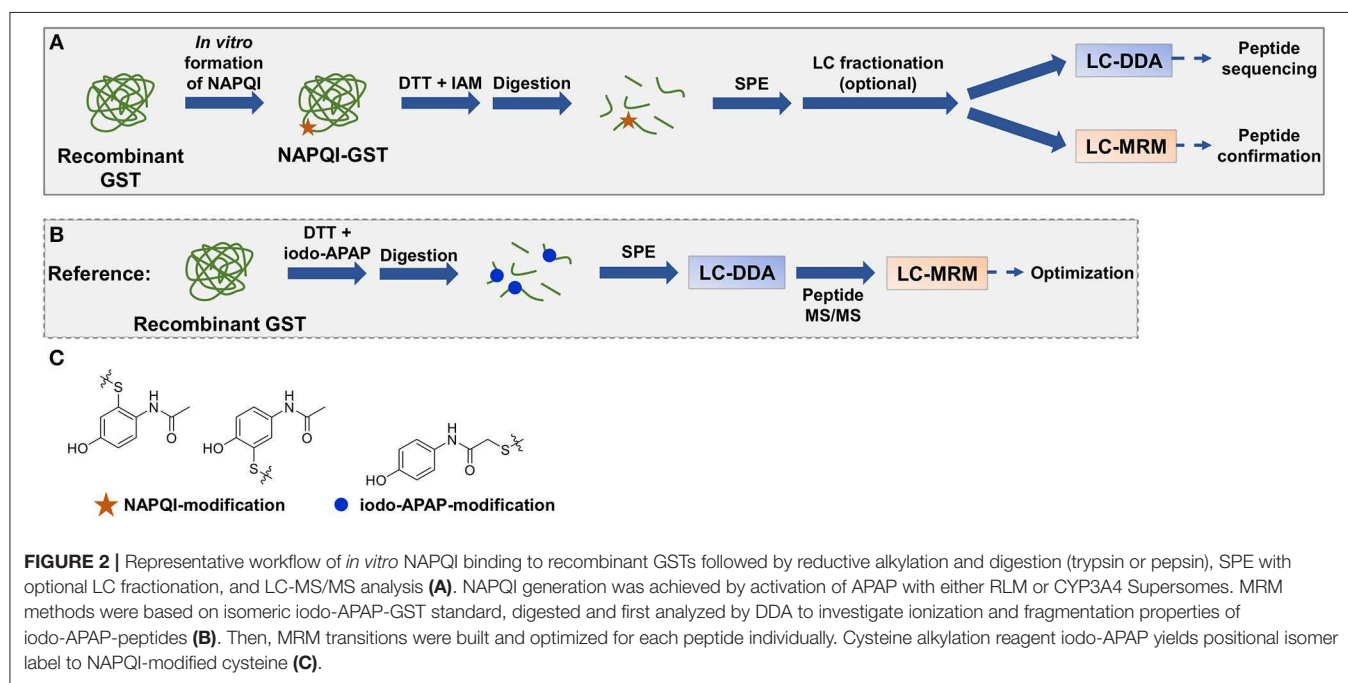 A
In vitro
formation
of NAPQI
DTT + IAM
Digestion
SPE
LC fractionation
(optional)
LC-DDA
Peptide
sequencing
LC-MRM
Peptide
confirmation
Recombinant
GST
NAPQI-GST
B
Reference:
DTT +
iodo-APAP
Digestion
SPE
LC-DDA
Peptide
MS/MS
LC-MRM
Optimization
Recombinant GST
C
S
H
N
O
HO
H
N
O
HO
S
H
N
O
S
HO
NAPQI-modification
iodo-APAP-modification
FIGURE 2 | Representative workflow of in vitro NAPQI binding to recombinant GSTs followed by reductive alkylation and digestion (trypsin or pepsin), SPE with
optional LC fractionation, and LC-MS/MS analysis (A). NAPQI generation was achieved by activation of APAP with either RLM or CYP3A4 Supersomes. MRM
methods were based on isomeric iodo-APAP-GST standard, digested and first analyzed by DDA to investigate ionization and fragmentation properties of
iodo-APAP-peptides (B). Then, MRM transitions were built and optimized for each peptide individually. Cysteine alkylation reagent iodo-APAP yields positional isomer
label to NAPQI-modified cysteine (C).